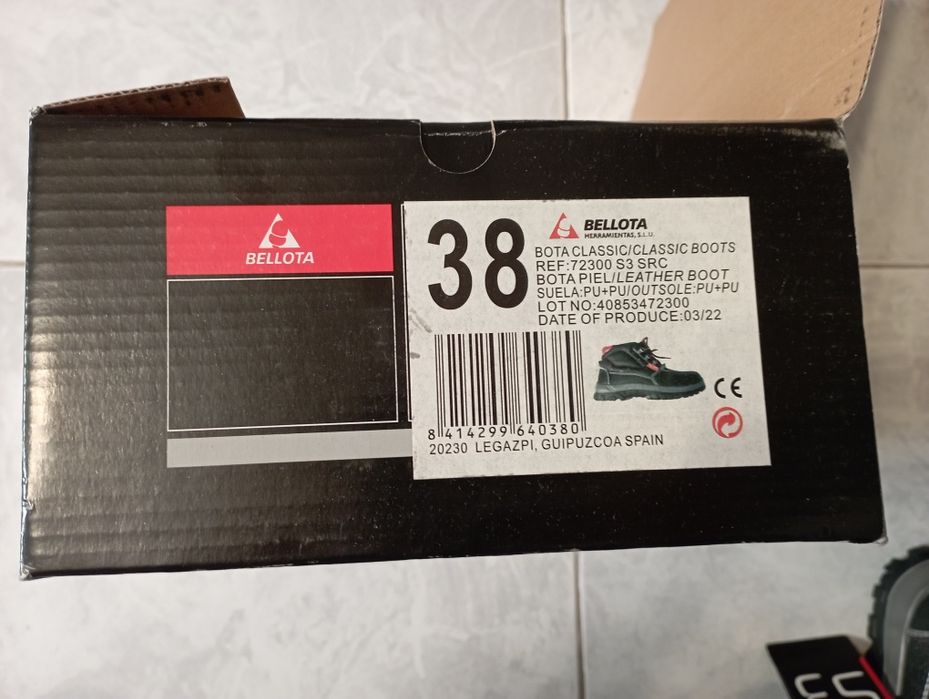 BELLOTA
38
BELLOTA
HERRAMIENTAS, S.L.U.
BOTA CLASSIC/CLASSIC BOOTS
REF:72300 S3 SRC
BOTA PIEL/LEATHER BOOT
SUELA:PU+PU/OUTSOLE:PU+PU
LOT NO:40853472300
DATE OF PRODUCE:03/22
8 414299 640380
CE
20230 LEGAZPI, GUIPUZCOA SPAIN